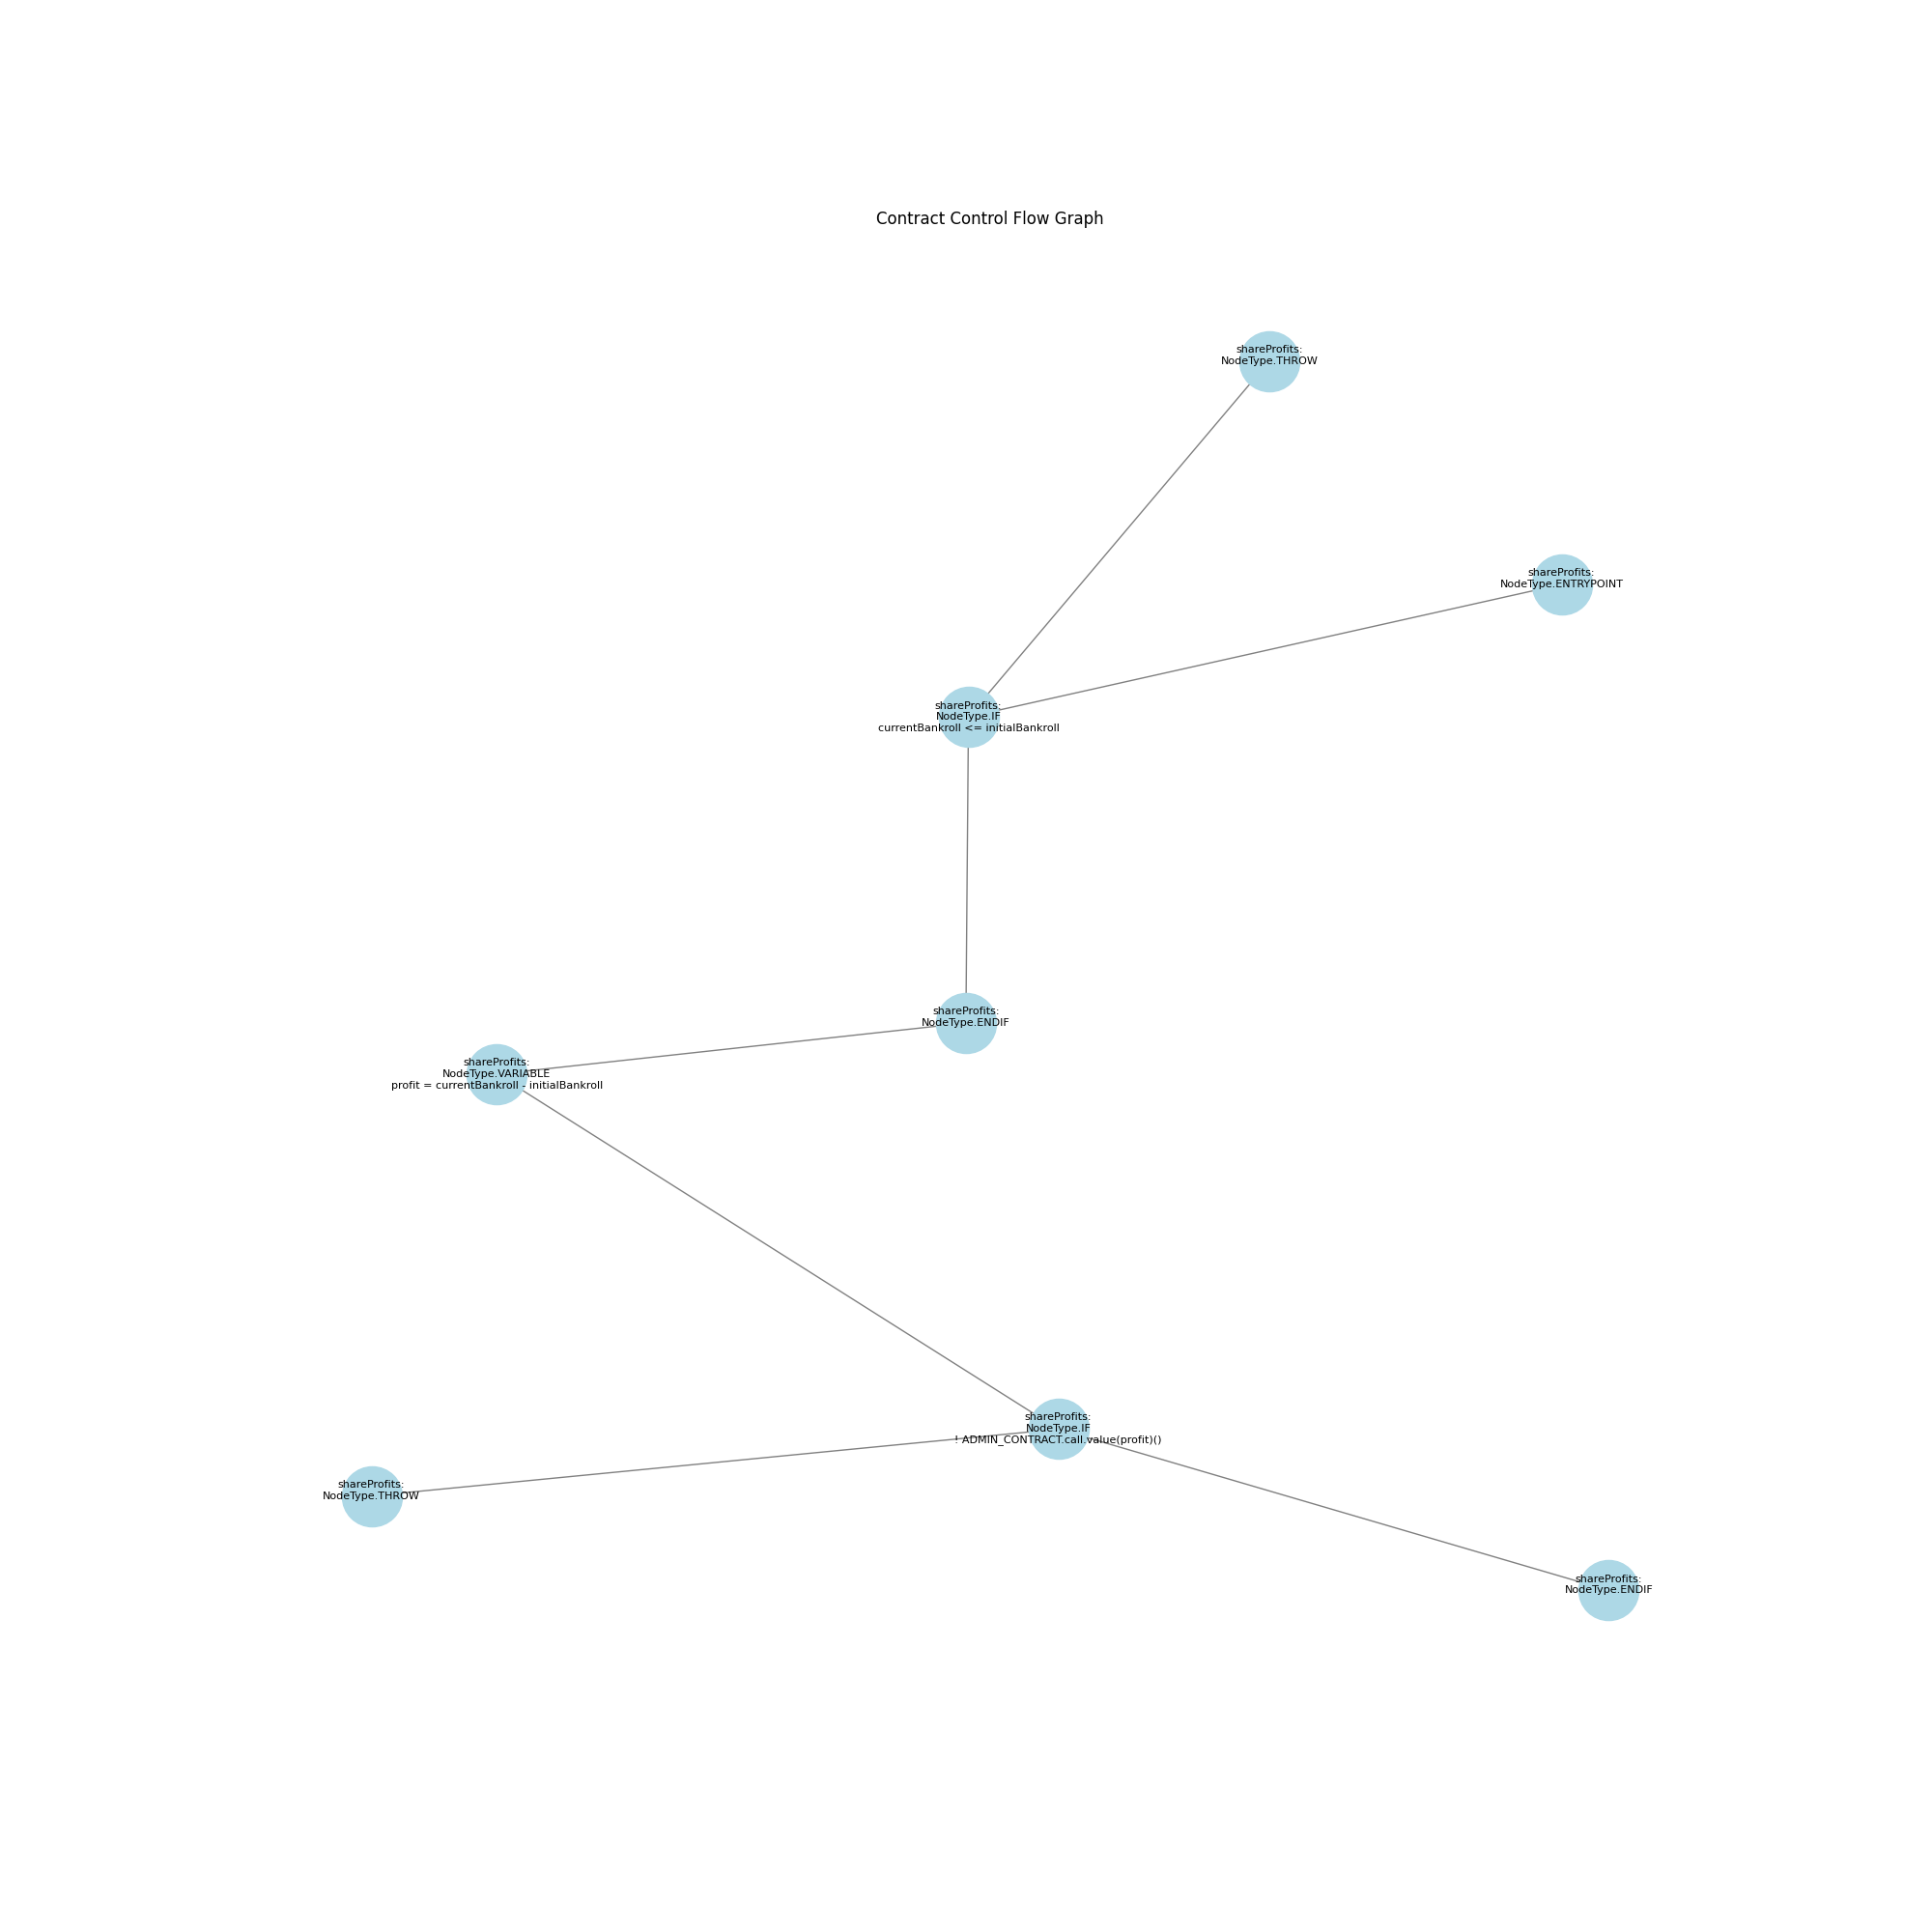 Contract Control Flow Graph
shareProfits:
NodeType.THROW
shareProfits:
NodeType.ENTRYPOINT
shareProfits:
NodeType.IF
currentBankroll <= initialBankroll
shareProfits:
NodeType.ENDIF
shareProfits:
NodeType.VARIABLE
profit = currentBankroll - initialBankroll
shareProfits:
NodeType.IF
! ADMIN_CONTRACT.call.value(profit)()
shareProfits:
NodeType.THROW
shareProfits:
NodeType.ENDIF